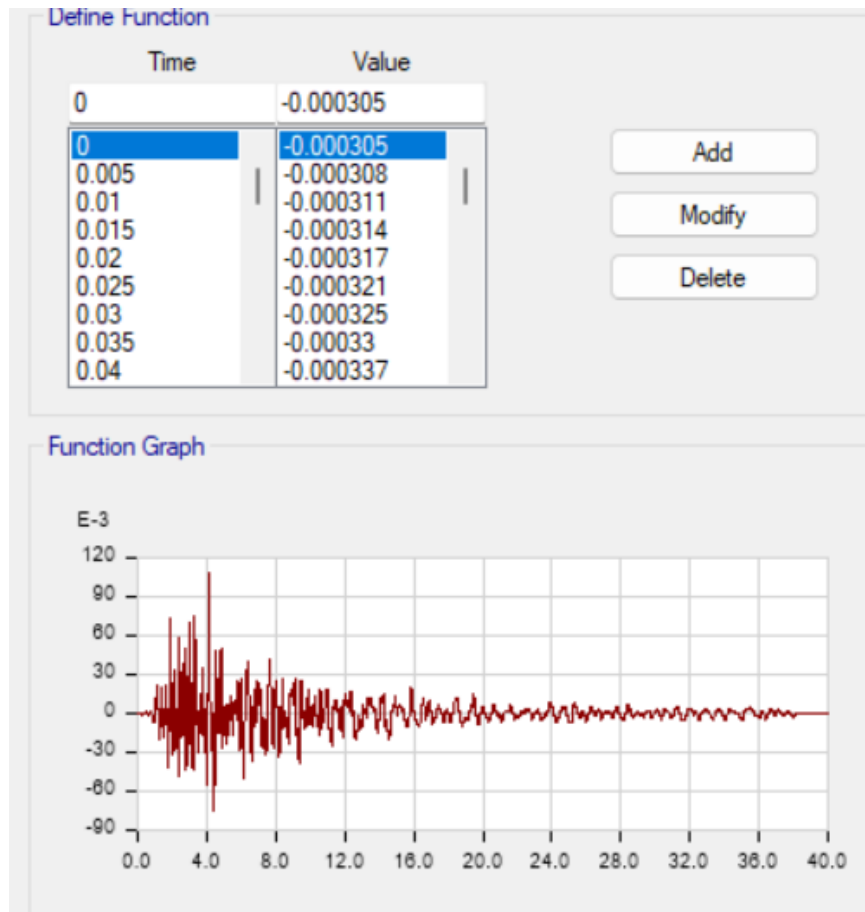 Define Function
Time Value
0 -0.000305
0 -0.000305
0.005 -0.000308
0.01 -0.000311
0.015 -0.000314
0.02 -0.000317
0.025 -0.000321
0.03 -0.000325
0.035 -0.00033
0.04 -0.000337
Add
Modify
Delete
Function Graph
E-3
120
90
60
30
0
-30
-60
-90
0.0 4.0 8.0 12.0 16.0 20.0 24.0 28.0 32.0 36.0 40.0